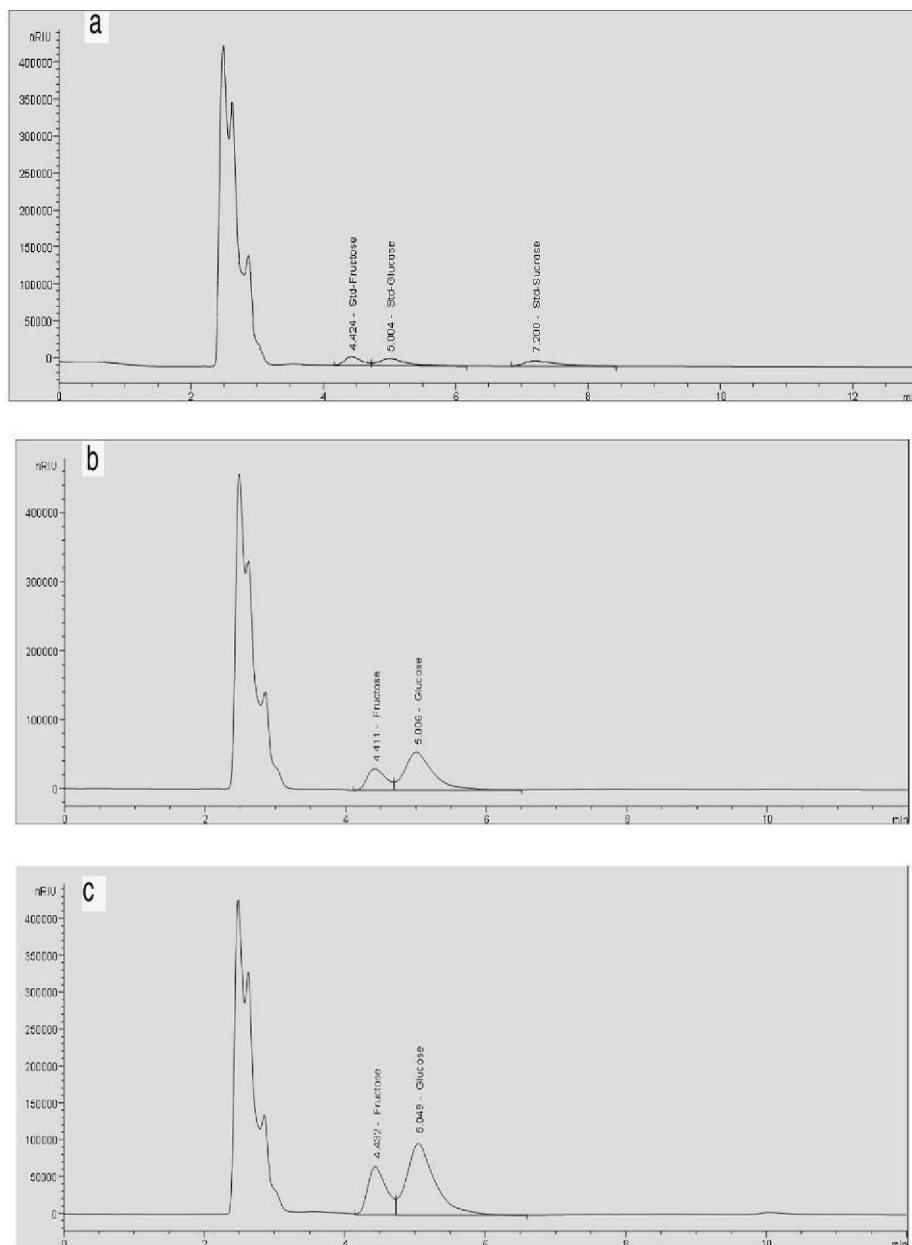 a
nRIU
400000
350000
300000
250000
200000
150000
100000
50000
0
4.424 - Std-Fructose
5.004 - Std-Glucose
7.200 - Std-Sucrose
0 2 4 6 8 10 12 min
b
nRIU
400000
300000
200000
100000
0
4.411 - Fructose
5.006 - Glucose
0 2 4 6 8 10 min
c
nRIU
400000
350000
300000
250000
200000
150000
100000
50000
0
4.432 - Fructose
5.049 - Glucose
0 2 4 6 8 10 min